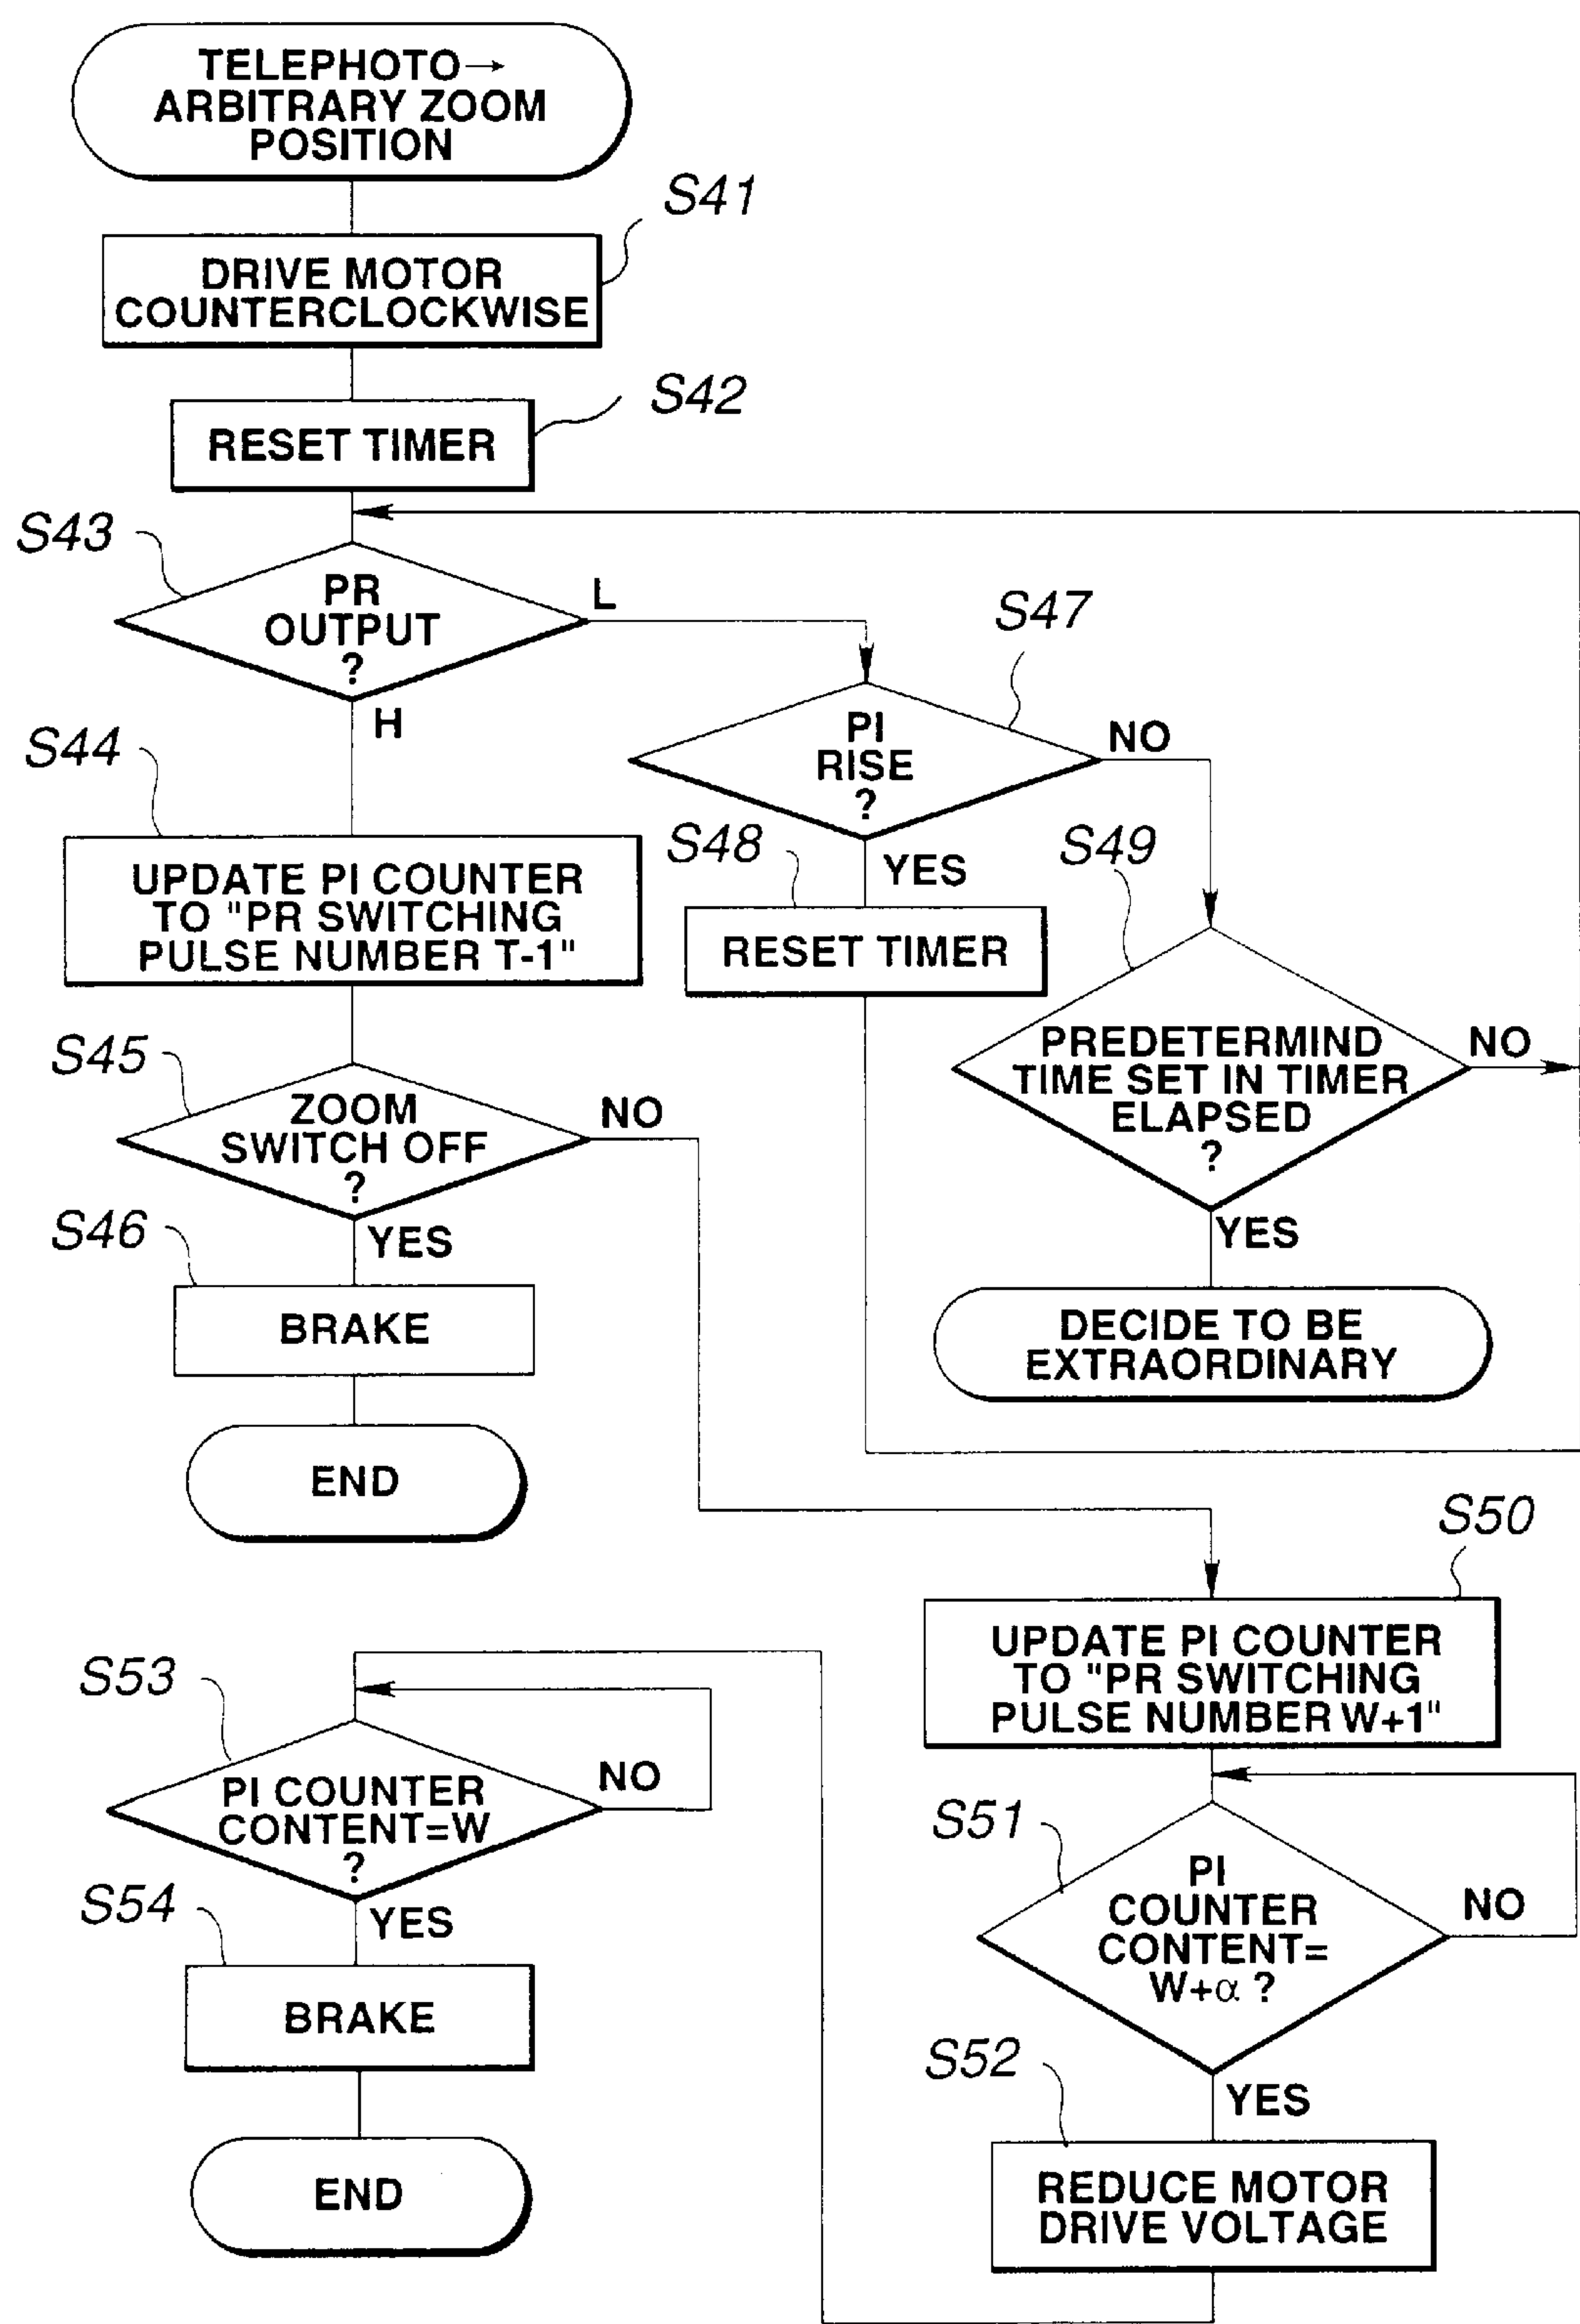 TELEPHOTO→
ARBITRARY ZOOM
POSITION
S41
DRIVE MOTOR
COUNTERCLOCKWISE
S42
RESET TIMER
S43
PR
OUTPUT
?
L
H
S47
PI
RISE
?
NO
YES
S44
UPDATE PI COUNTER
TO "PR SWITCHING
PULSE NUMBER T-1"
S48
RESET TIMER
S49
PREDETERMIND
TIME SET IN TIMER
ELAPSED
?
NO
YES
DECIDE TO BE
EXTRAORDINARY
S45
ZOOM
SWITCH OFF
?
NO
YES
S46
BRAKE
END
S50
UPDATE PI COUNTER
TO "PR SWITCHING
PULSE NUMBER W+1"
S51
PI
COUNTER
CONTENT=
W+α ?
NO
YES
S52
REDUCE MOTOR
DRIVE VOLTAGE
S53
PI COUNTER
CONTENT=W
?
NO
YES
S54
BRAKE
END